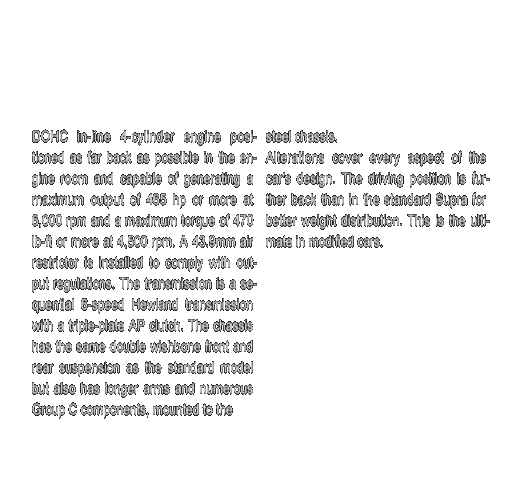 DOHC in-line 4-cylinder engine posi-
tioned as far back as possible in the en-
gine room and capable of generating a
maximum output of 485 hp or more at
6,000 rpm and a maximum torque of 470
lb-ft or more at 4,800 rpm. A 43.9mm air
restrictor is installed to comply with out-
put regulations. The transmission is a se-
quential 6-speed Hewland transmission
with a triple-plate AP clutch. The chassis
has the same double wishbone front and
rear suspension as the standard model
but also has longer arms and numerous
Group C components, mounted to the
steel chassis.
Alterations cover every aspect of the
car's design. The driving position is fur-
ther back than in the standard Supra for
better weight distribution. This is the ulti-
mate in modified cars.